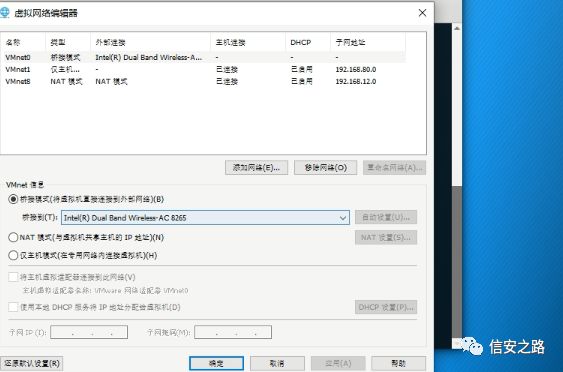 虚拟网络编辑器
名称 类型 外部连接 主机连接 DHCP 子网地址
VMnet0 桥接模式 Intel(R) Dual Band Wireless-A... - - -
VMnet1 仅主机... - 已连接 已启用 192.168.80.0
VMnet8 NAT 模式 NAT 模式 已连接 已启用 192.168.12.0
添加网络(E)... 移除网络(O) 重命名网络(A)...
VMnet 信息
桥接模式(将虚拟机直接连接到外部网络)(B)
桥接到(T): Intel(R) Dual Band Wireless-AC 8265 自动设置(U)...
NAT 模式(与虚拟机共享主机的 IP 地址)(N) NAT 设置(S)...
仅主机模式(在专用网络内连接虚拟机)(H)
将主机虚拟适配器连接到此网络(V)
主机虚拟适配器名称: VMware 网络适配器 VMnet0
使用本地 DHCP 服务将 IP 地址分配给虚拟机(D) DHCP 设置(P)...
子网 IP (I): . . . 子网掩码(M): . . .
还原默认设置(R) 确定 取消 应用(A) 帮助
信安之路